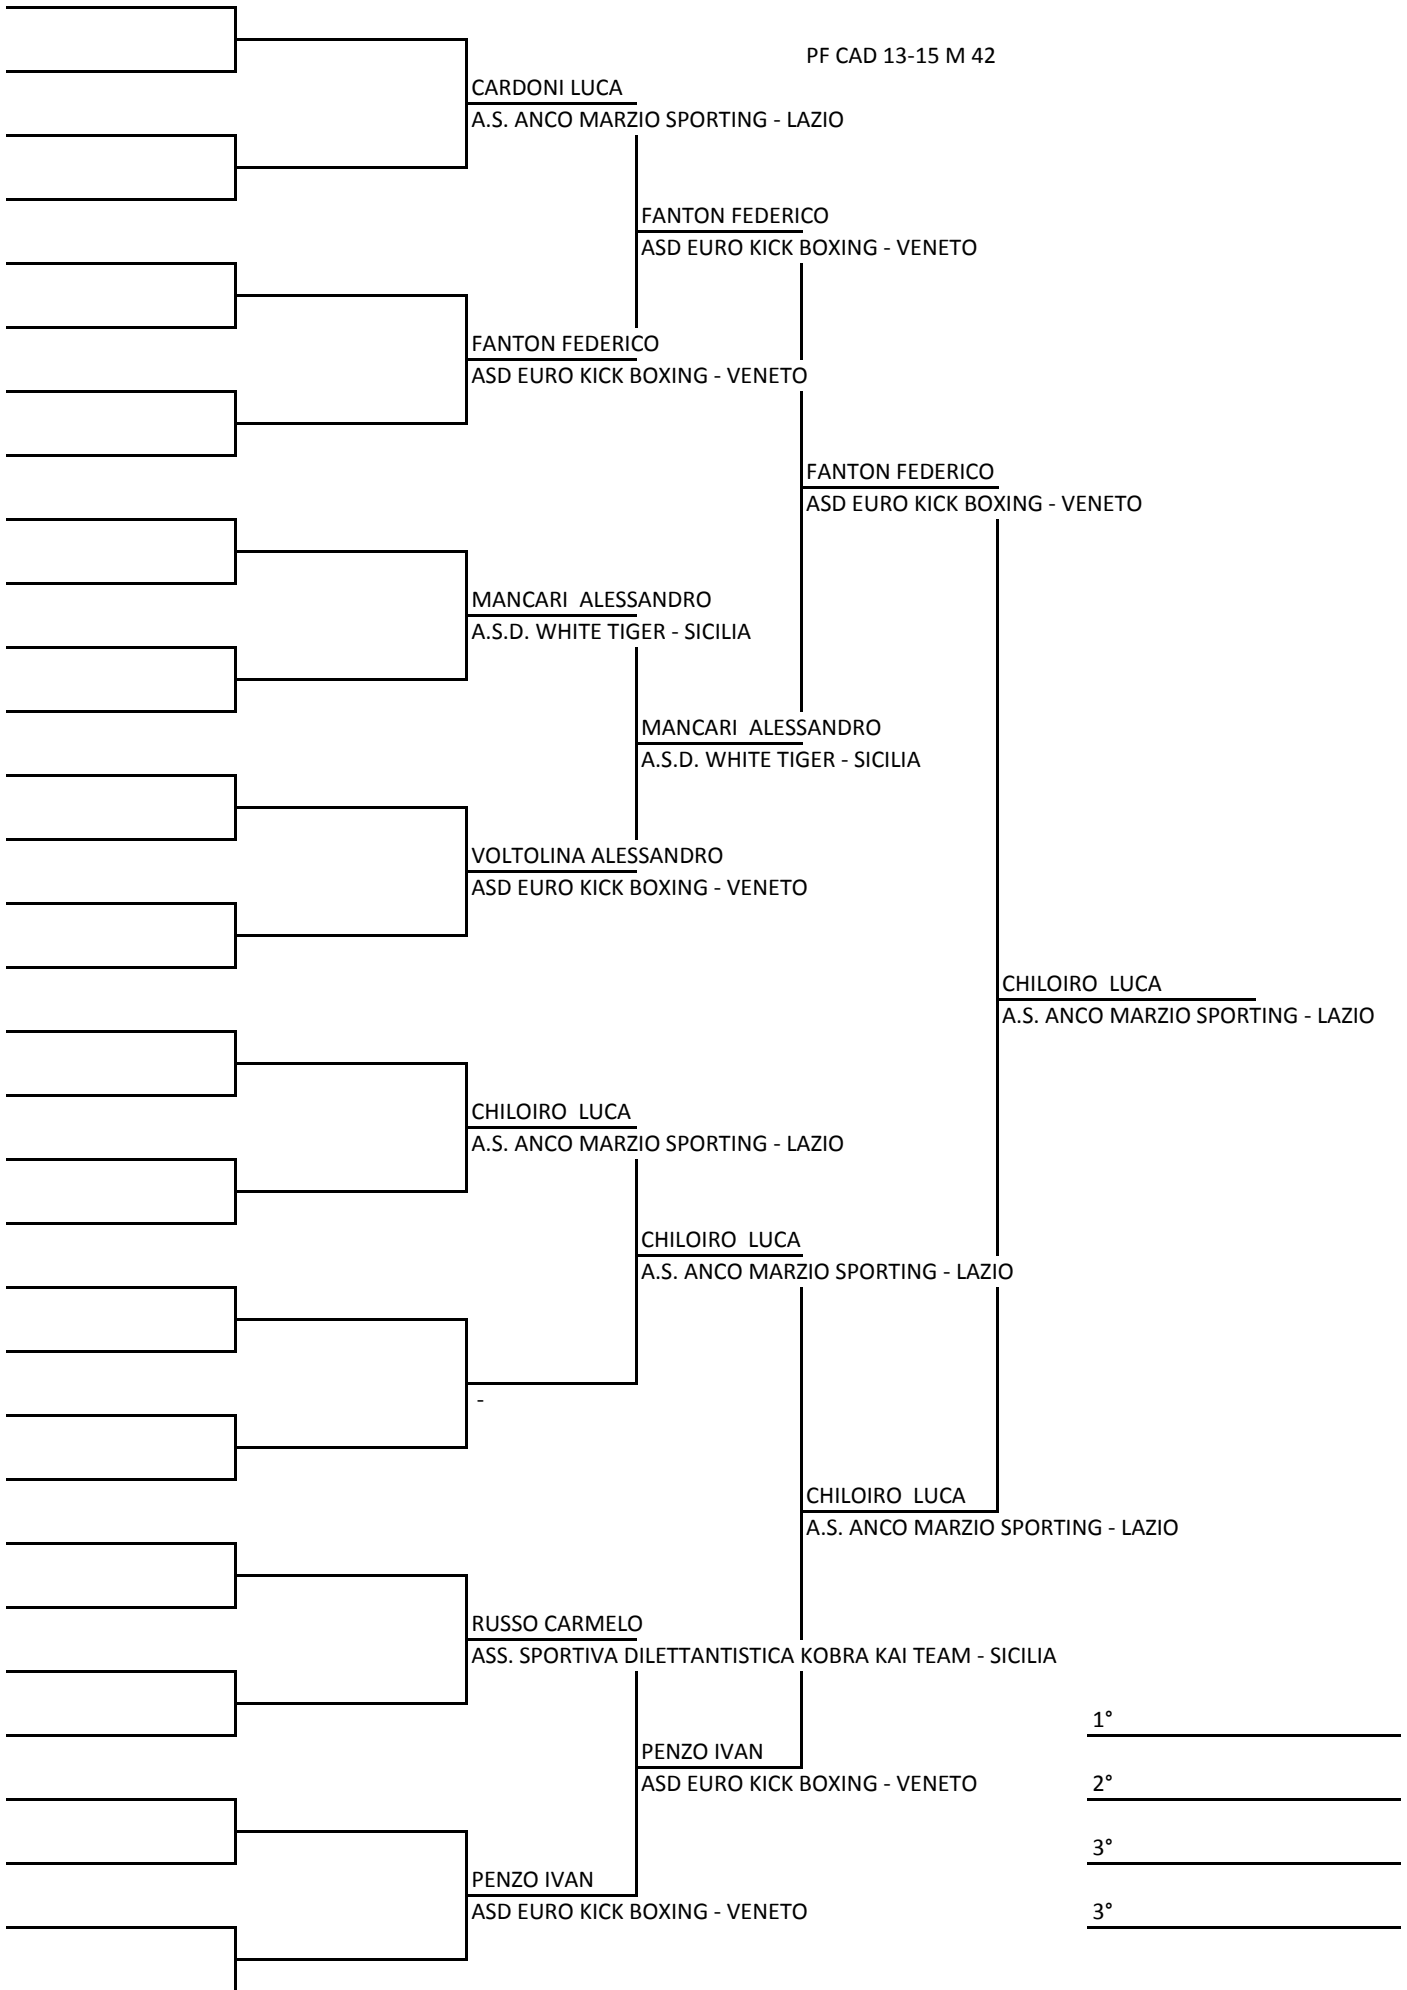 PF CAD 13-15 M 42
CARDONI LUCA
A.S. ANCO MARZIO SPORTING - LAZIO
FANTON FEDERICO
ASD EURO KICK BOXING - VENETO
FANTON FEDERICO
ASD EURO KICK BOXING - VENETO
FANTON FEDERICO
ASD EURO KICK BOXING - VENETO
MANCARI  ALESSANDRO
A.S.D. WHITE TIGER - SICILIA
MANCARI  ALESSANDRO
A.S.D. WHITE TIGER - SICILIA
VOLTOLINA ALESSANDRO
ASD EURO KICK BOXING - VENETO
CHILOIRO  LUCA
A.S. ANCO MARZIO SPORTING - LAZIO
CHILOIRO  LUCA
A.S. ANCO MARZIO SPORTING - LAZIO
CHILOIRO  LUCA
A.S. ANCO MARZIO SPORTING - LAZIO
-
CHILOIRO  LUCA
A.S. ANCO MARZIO SPORTING - LAZIO
RUSSO CARMELO
ASS. SPORTIVA DILETTANTISTICA KOBRA KAI TEAM - SICILIA
1°
PENZO IVAN
ASD EURO KICK BOXING - VENETO
2°
3°
PENZO IVAN
ASD EURO KICK BOXING - VENETO
3°